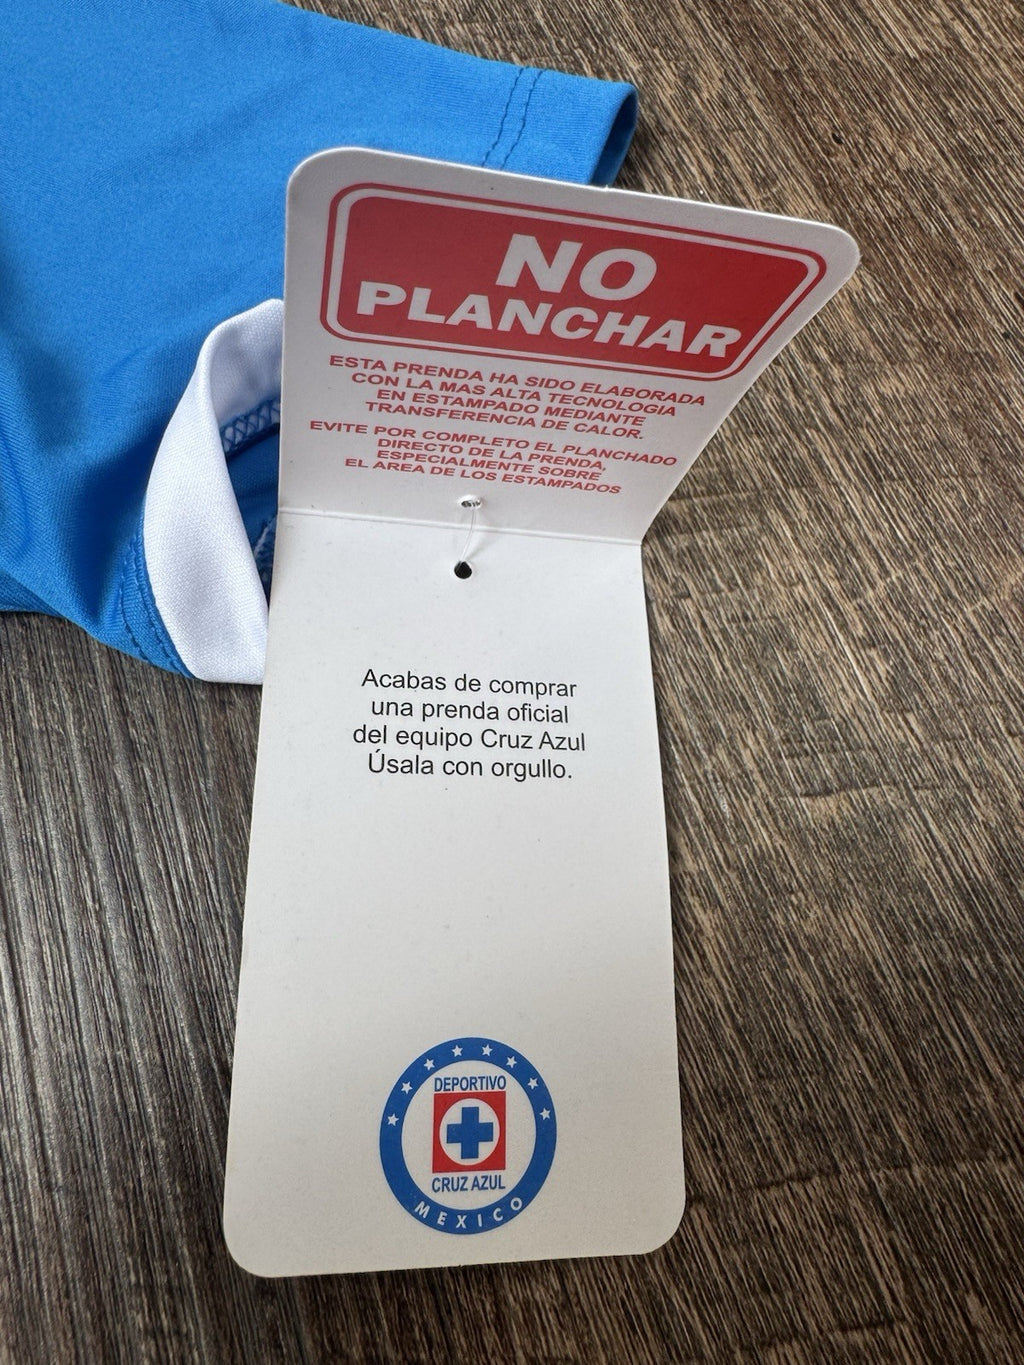 NO
PLANCHAR
ESTA PRENDA HA SIDO ELABORADA
CON LA MAS ALTA TECNOLOGIA
EN ESTAMPADO MEDIANTE
TRANSFERENCIA DE CALOR.
EVITE POR COMPLETO EL PLANCHADO
DIRECTO DE LA PRENDA,
ESPECIALMENTE SOBRE
EL AREA DE LOS ESTAMPADOS
Acabas de comprar
una prenda oficial
del equipo Cruz Azul
Úsala con orgullo.
DEPORTIVO
CRUZ AZUL
MEXICO